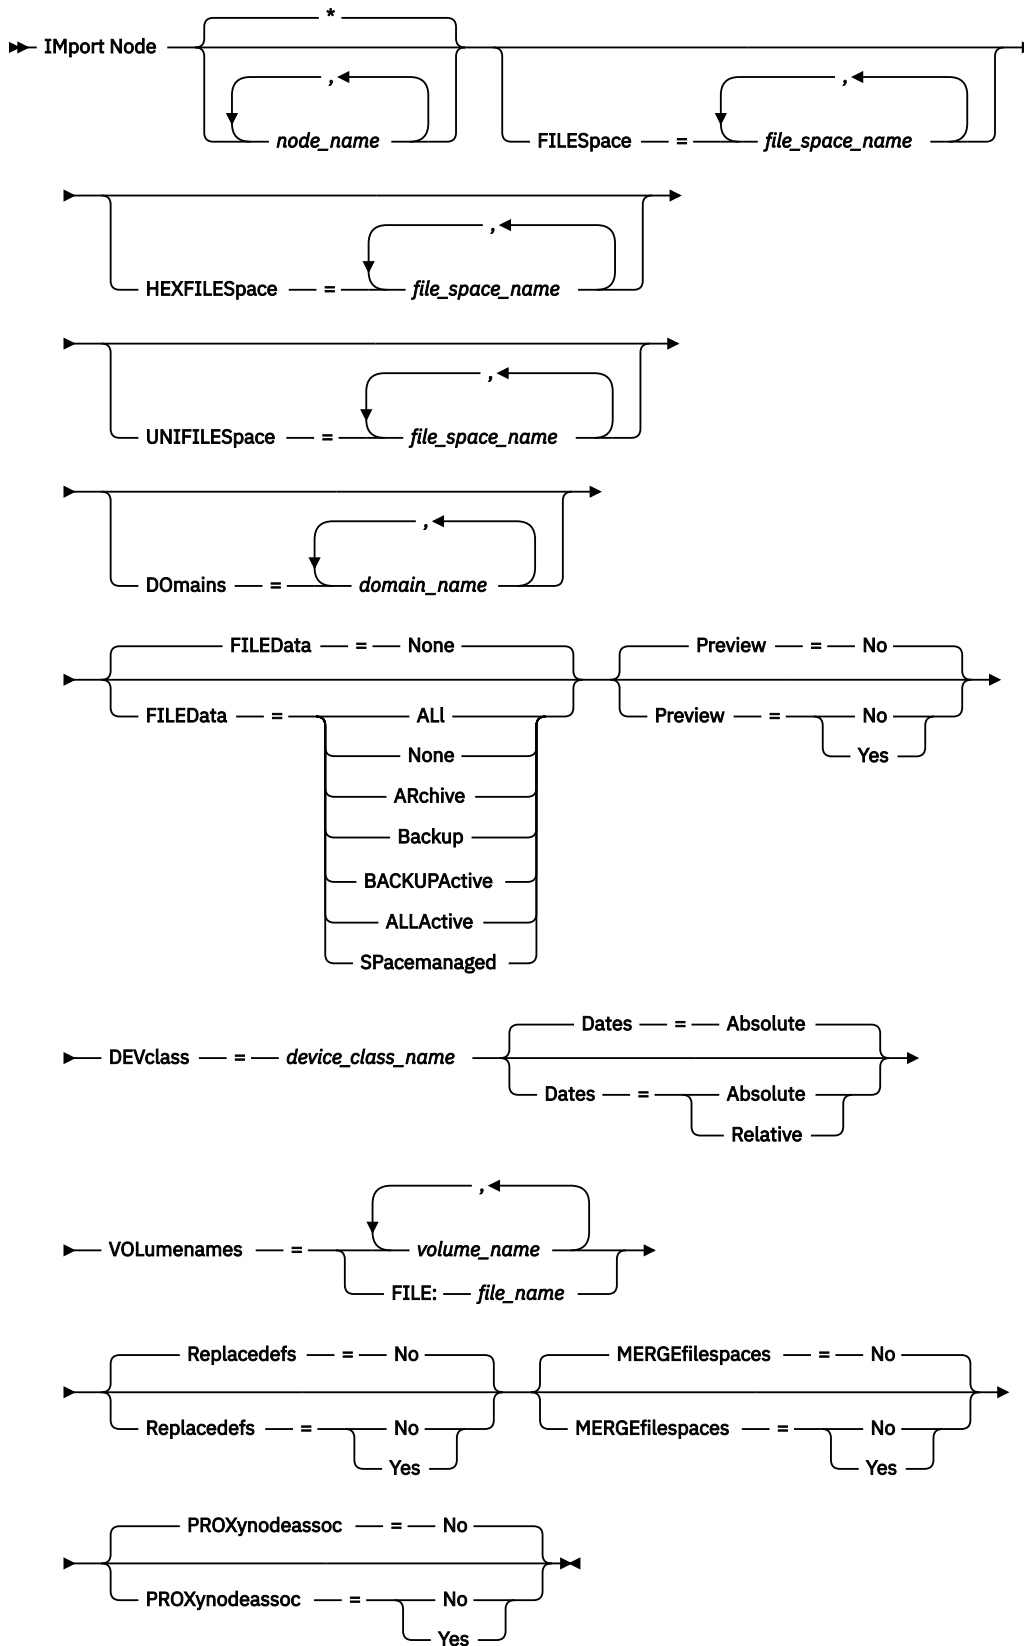 *
IMport Node
,
node_name
,
FILESpace = file_space_name
,
HEXFILESpace = file_space_name
,
UNIFILESpace = file_space_name
,
DOmains = domain_name
FILEData = None
Preview = No
FILEData = ALl
None
ARchive
Backup
BACKUPActive
ALLActive
SPacemanaged
Preview = No
Yes
Dates = Absolute
DEVclass = device_class_name
Dates = Absolute
Relative
,
VOLumenames = volume_name
FILE: file_name
Replacedefs = No
MERGEfilespaces = No
Replacedefs = No
Yes
MERGEfilespaces = No
Yes
PROXynodeassoc = No
PROXynodeassoc = No
Yes